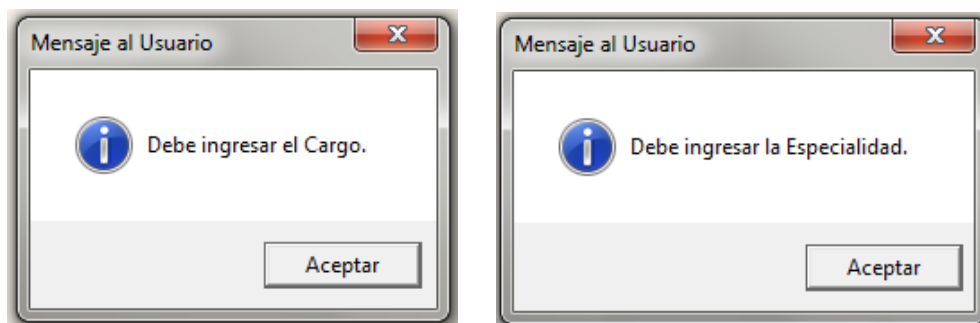 Mensaje al Usuario
Debe ingresar el Cargo.
Aceptar
Mensaje al Usuario
Debe ingresar la Especialidad.
Aceptar